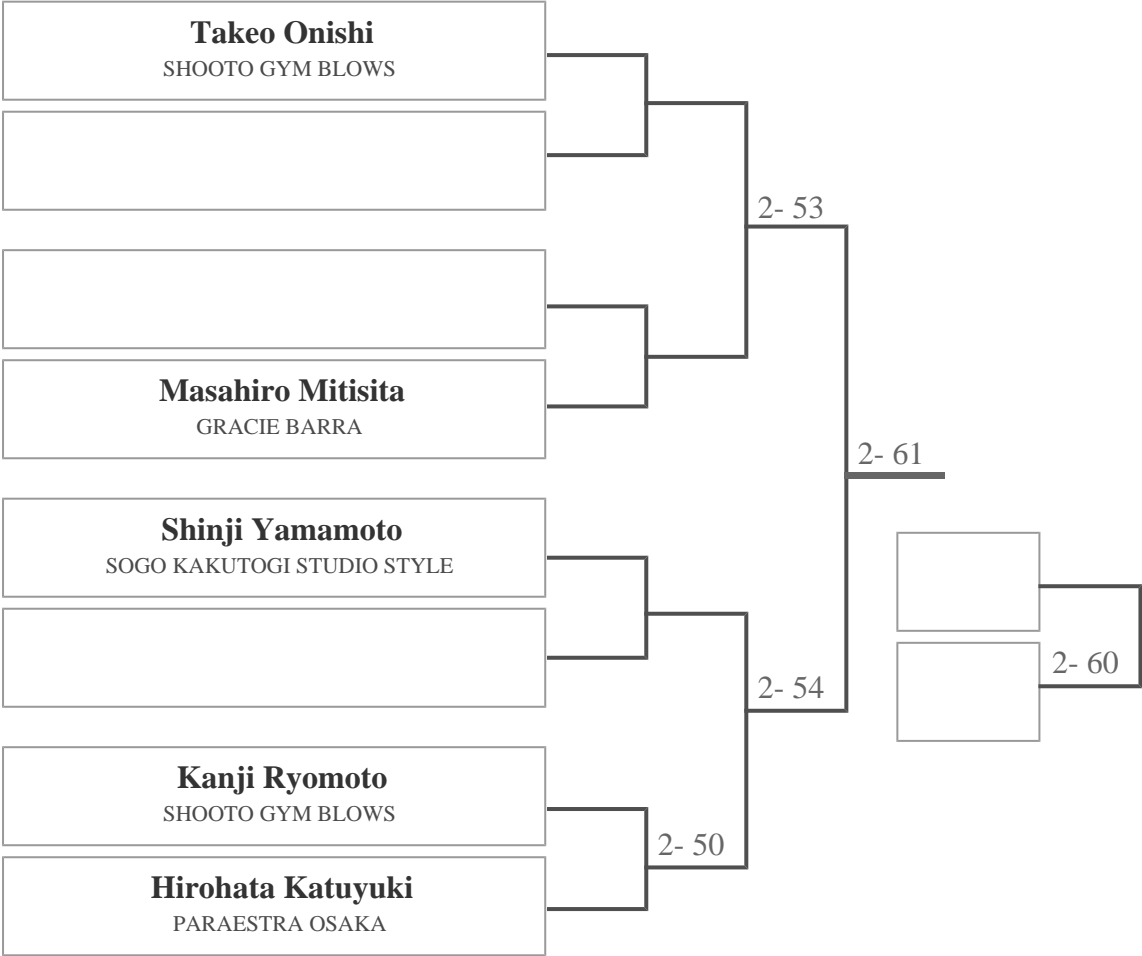 Takeo Onishi
SHOOTO GYM BLOWS
2- 53
Masahiro Mitisita
GRACIE BARRA
2- 61
Shinji Yamamoto
SOGO KAKUTOGI STUDIO STYLE
2- 60
2- 54
Kanji Ryomoto
SHOOTO GYM BLOWS
2- 50
Hirohata Katuyuki
PARAESTRA OSAKA